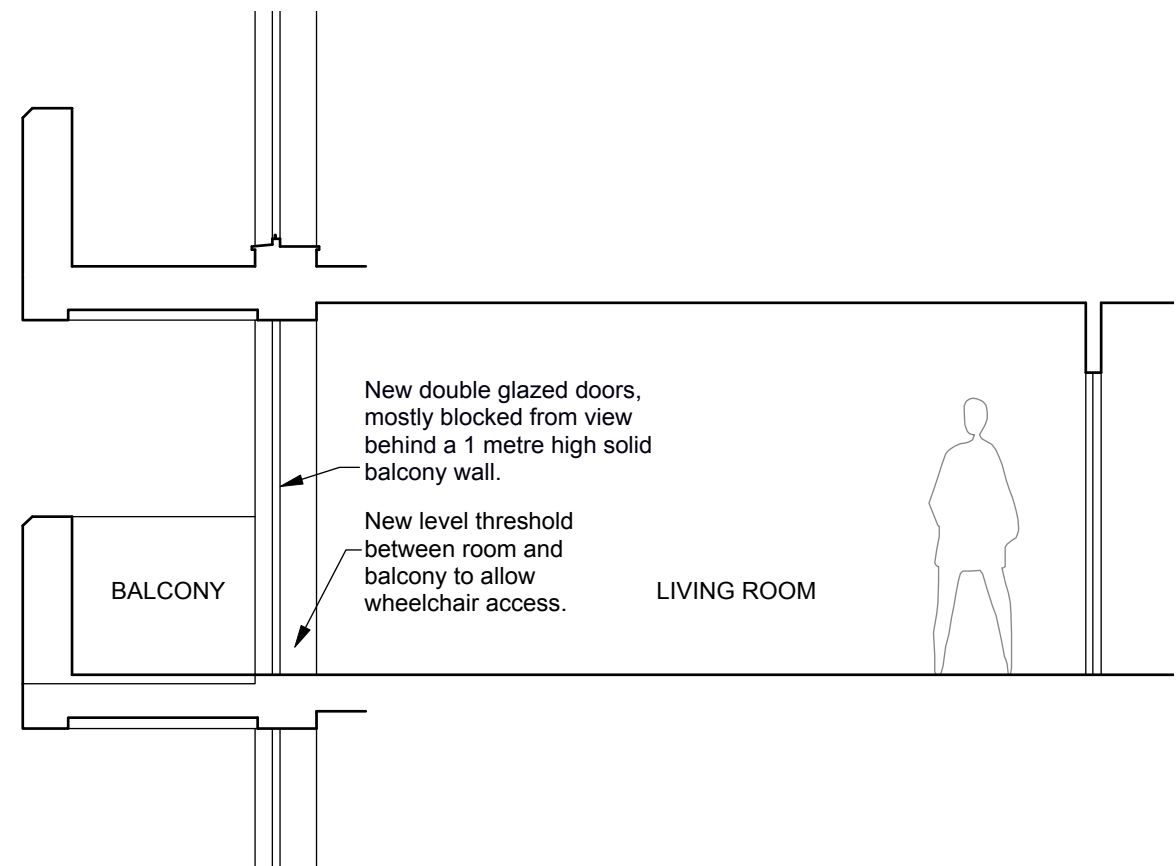 New double glazed doors,
mostly blocked from view
behind a 1 metre high solid
balcony wall.
New level threshold
between room and
balcony to allow
wheelchair access.
BALCONY
LIVING ROOM